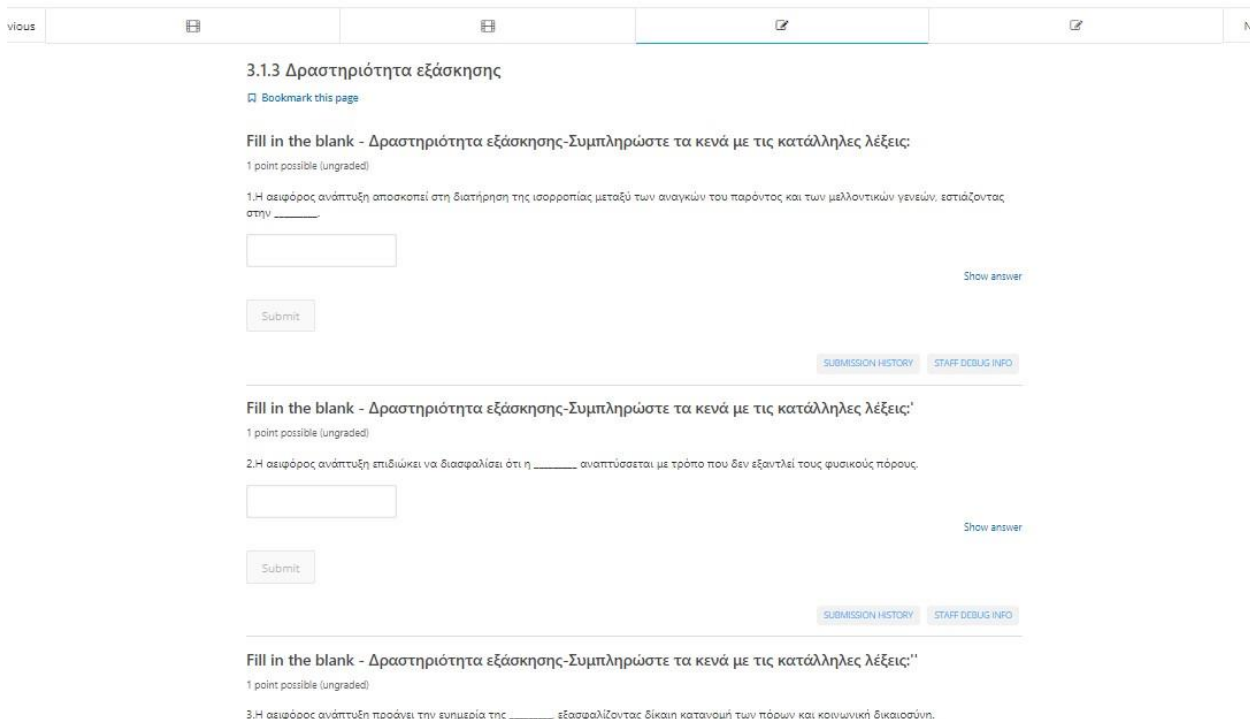 vious
N
3.1.3 Δραστηριότητα εξάσκησης
Bookmark this page
Fill in the blank - Δραστηριότητα εξάσκησης-Συμπληρώστε τα κενά με τις κατάλληλες λέξεις:
1 point possible (ungraded)
1.Η αειφόρος ανάπτυξη αποσκοπεί στη διατήρηση της ισορροπίας μεταξύ των αναγκών του παρόντος και των μελλοντικών γενεών, εστιάζοντας
στην ________.
Show answer
Submit
SUBMISSION HISTORY STAFF DEBUG INFO
Fill in the blank - Δραστηριότητα εξάσκησης-Συμπληρώστε τα κενά με τις κατάλληλες λέξεις:'
1 point possible (ungraded)
2.Η αειφόρος ανάπτυξη επιδιώκει να διασφαλίσει ότι η ________ αναπτύσσεται με τρόπο που δεν εξαντλεί τους φυσικούς πόρους.
Show answer
Submit
SUBMISSION HISTORY STAFF DEBUG INFO
Fill in the blank - Δραστηριότητα εξάσκησης-Συμπληρώστε τα κενά με τις κατάλληλες λέξεις:''
1 point possible (ungraded)
3.Η αειφόρος ανάπτυξη προάγει την ευημερία της ________, εξασφαλίζοντας δίκαιη κατανομή των πόρων και κοινωνική δικαιοσύνη.